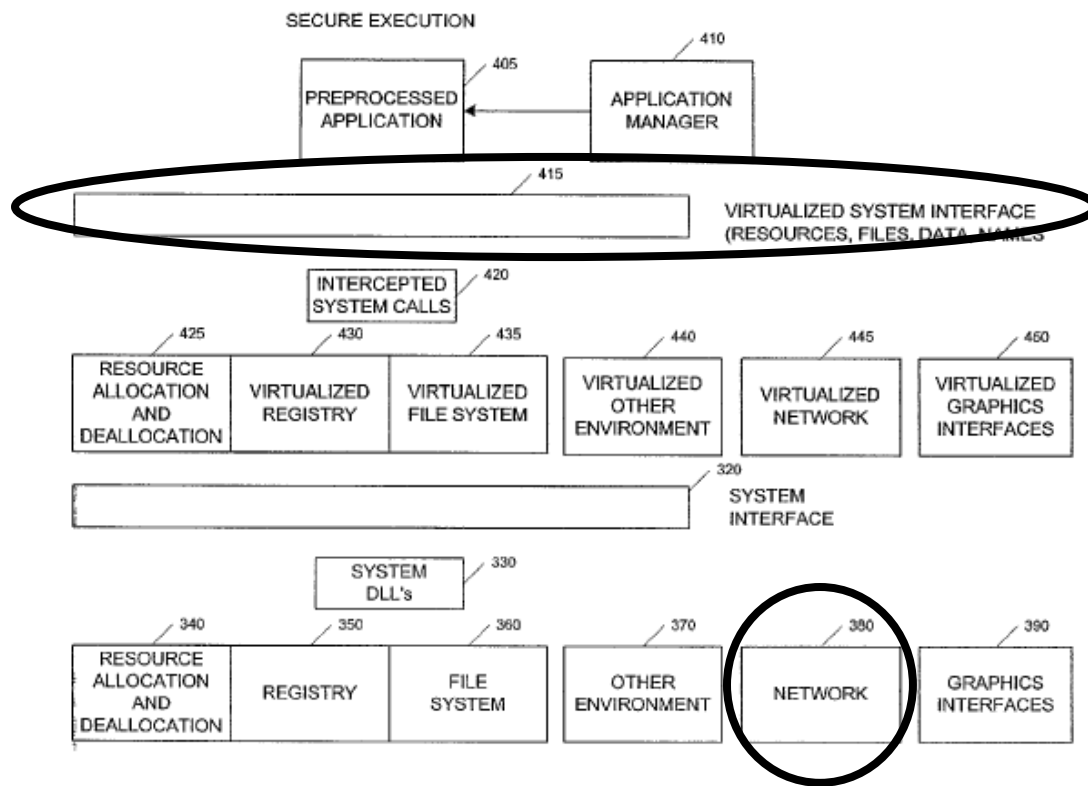 SECURE EXECUTION
405
410
PREPROCESSED
APPLICATION
APPLICATION
MANAGER
415
VIRTUALIZED SYSTEM INTERFACE
(RESOURCES, FILES, DATA, NAMES
420
INTERCEPTED
SYSTEM CALLS
425
430
435
440
445
450
RESOURCE
ALLOCATION
AND
DEALLOCATION
VIRTUALIZED
REGISTRY
VIRTUALIZED
FILE SYSTEM
VIRTUALIZED
OTHER
ENVIRONMENT
VIRTUALIZED
NETWORK
VIRTUALIZED
GRAPHICS
INTERFACES
320
SYSTEM
INTERFACE
330
SYSTEM
DLL's
340
350
360
370
380
390
RESOURCE
ALLOCATION
AND
DEALLOCATION
REGISTRY
FILE
SYSTEM
OTHER
ENVIRONMENT
NETWORK
GRAPHICS
INTERFACES